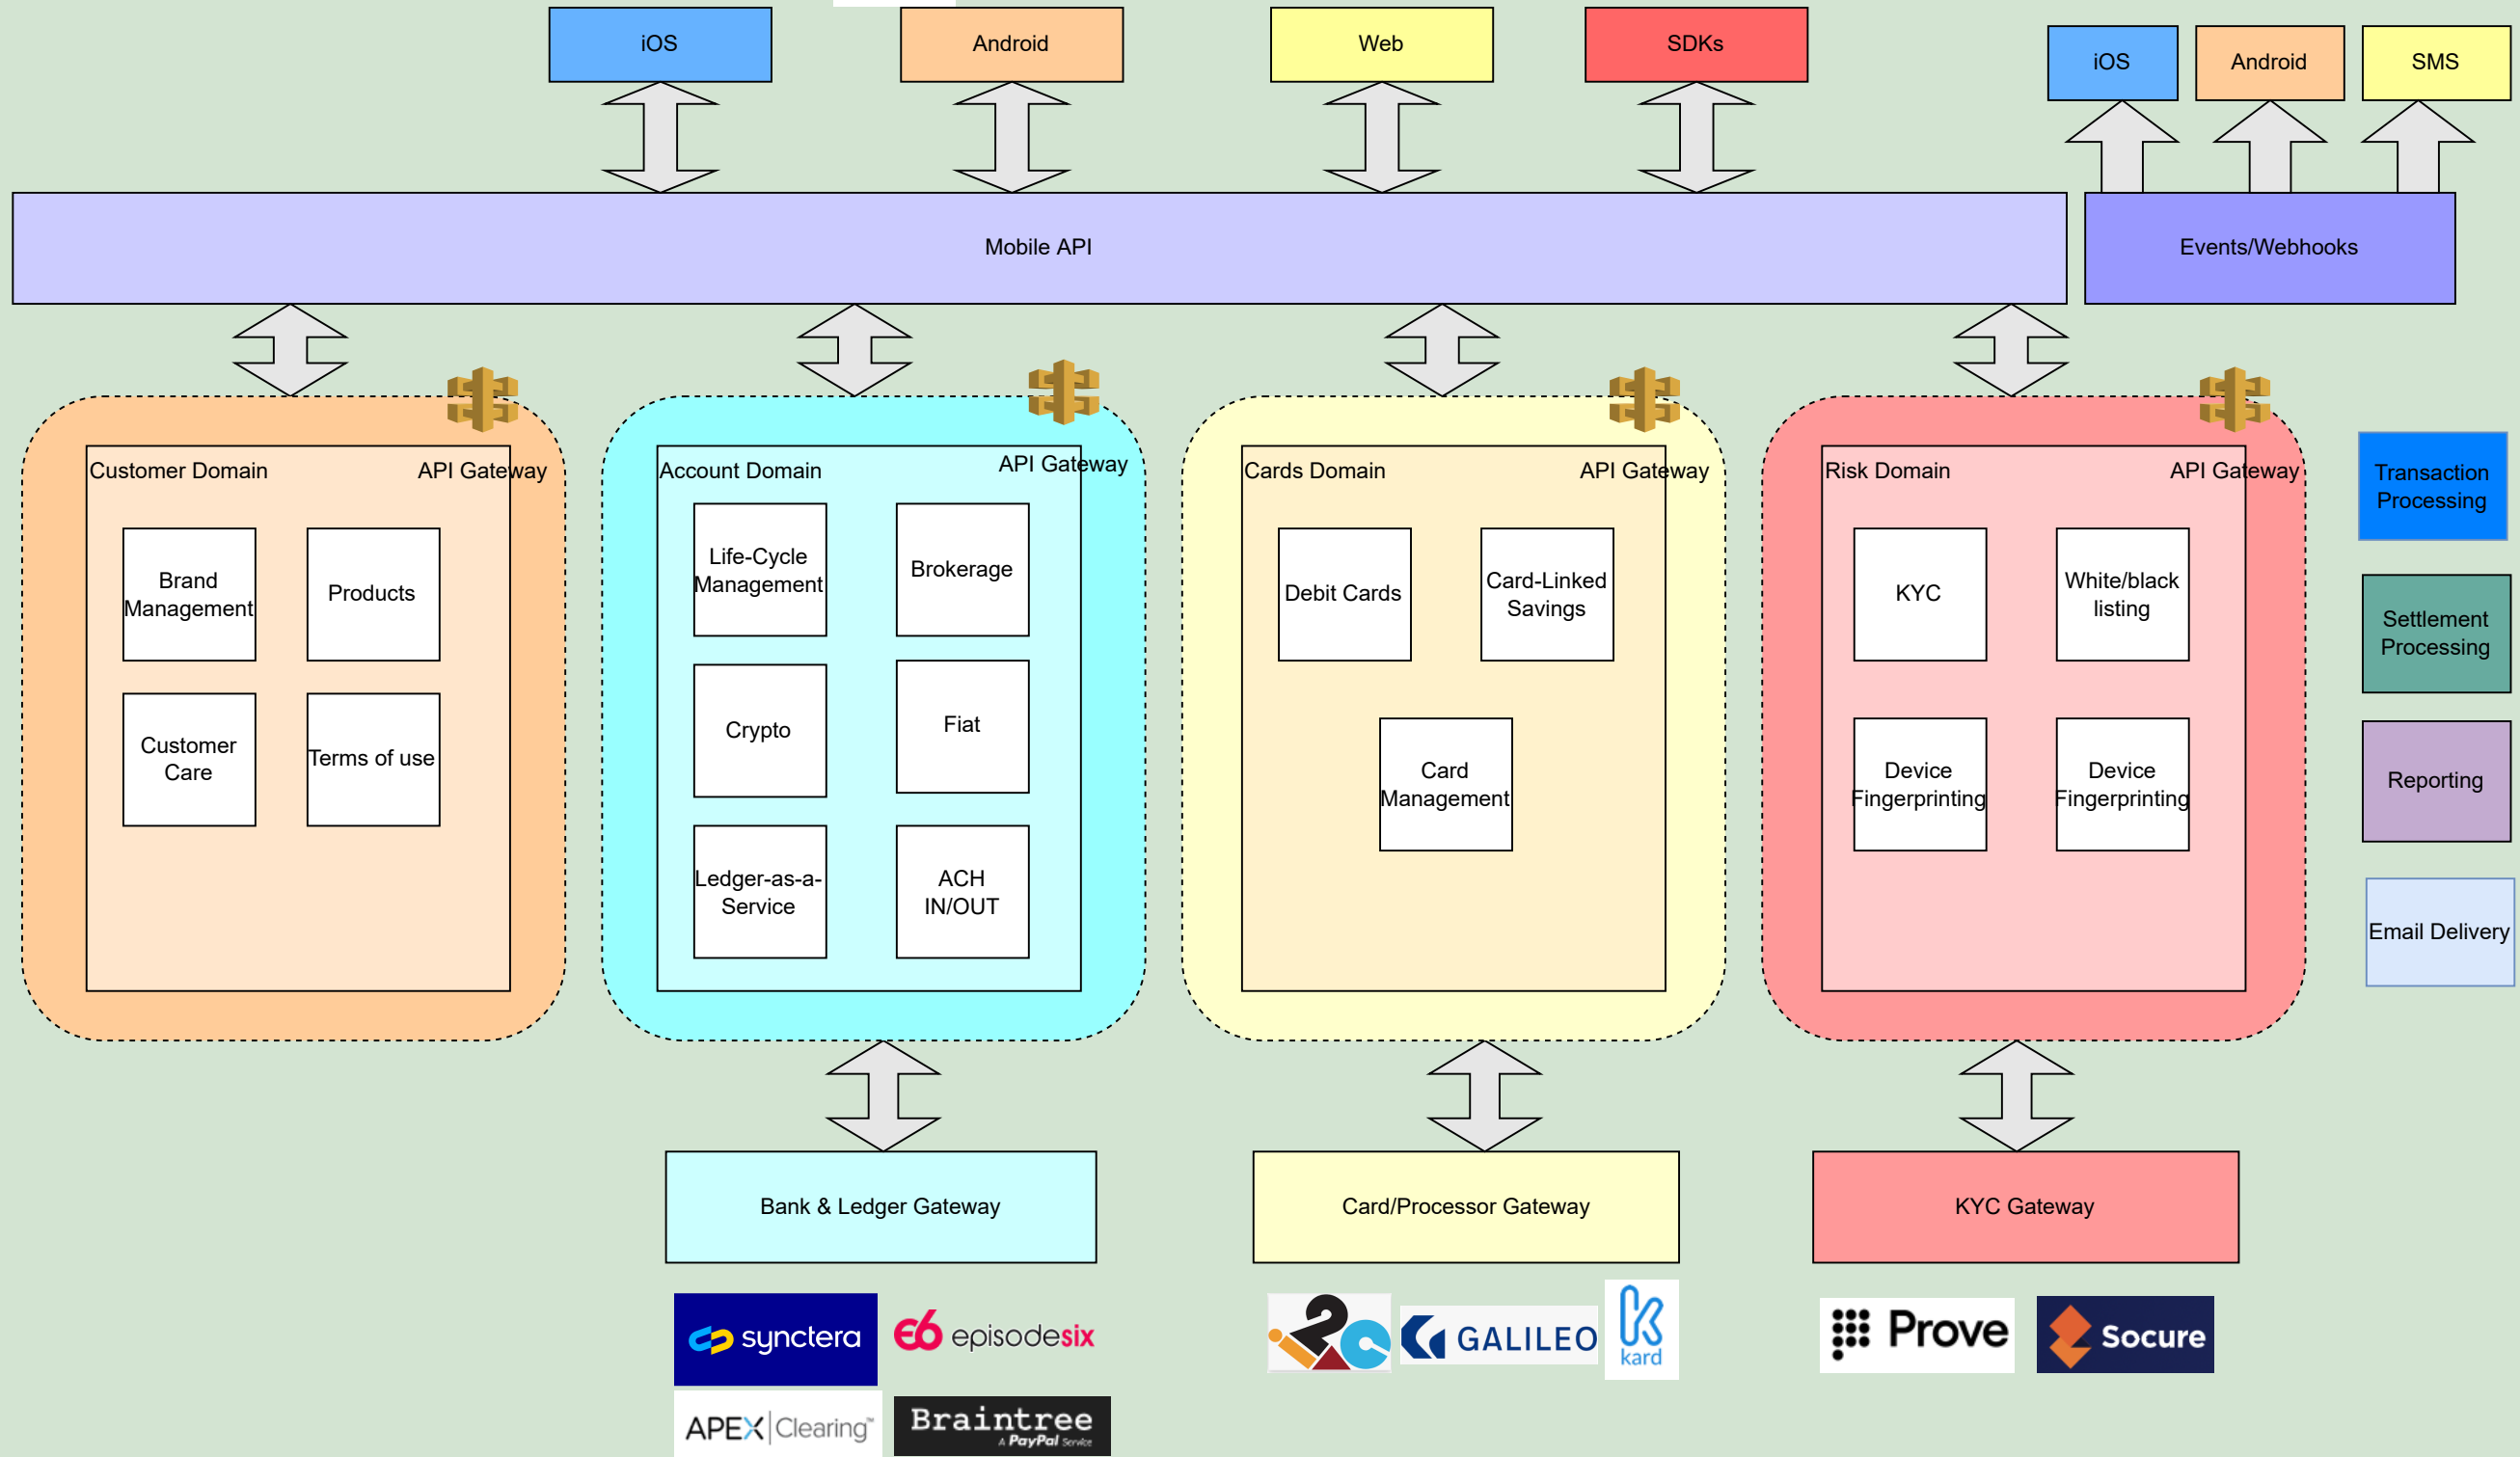 iOS
Android
Web
SDKs
iOS
Android
SMS
Mobile API
Events/Webhooks
Customer Domain
API Gateway
Brand
Management
Products
Customer
Care
Terms of use
Account Domain
API Gateway
Life-Cycle
Management
Brokerage
Crypto
Fiat
Ledger-as-a-
Service
ACH
IN/OUT
Cards Domain
API Gateway
Debit Cards
Card-Linked
Savings
Card
Management
Risk Domain
API Gateway
KYC
White/black
listing
Device
Fingerprinting
Device
Fingerprinting
Transaction
Processing
Settlement
Processing
Reporting
Email Delivery
Bank & Ledger Gateway
Card/Processor Gateway
KYC Gateway
synctera
E6 episodesix
APEX Clearing™
Braintree
A PayPal Service
i2c
GALILEO
k
kard
Prove
Socure